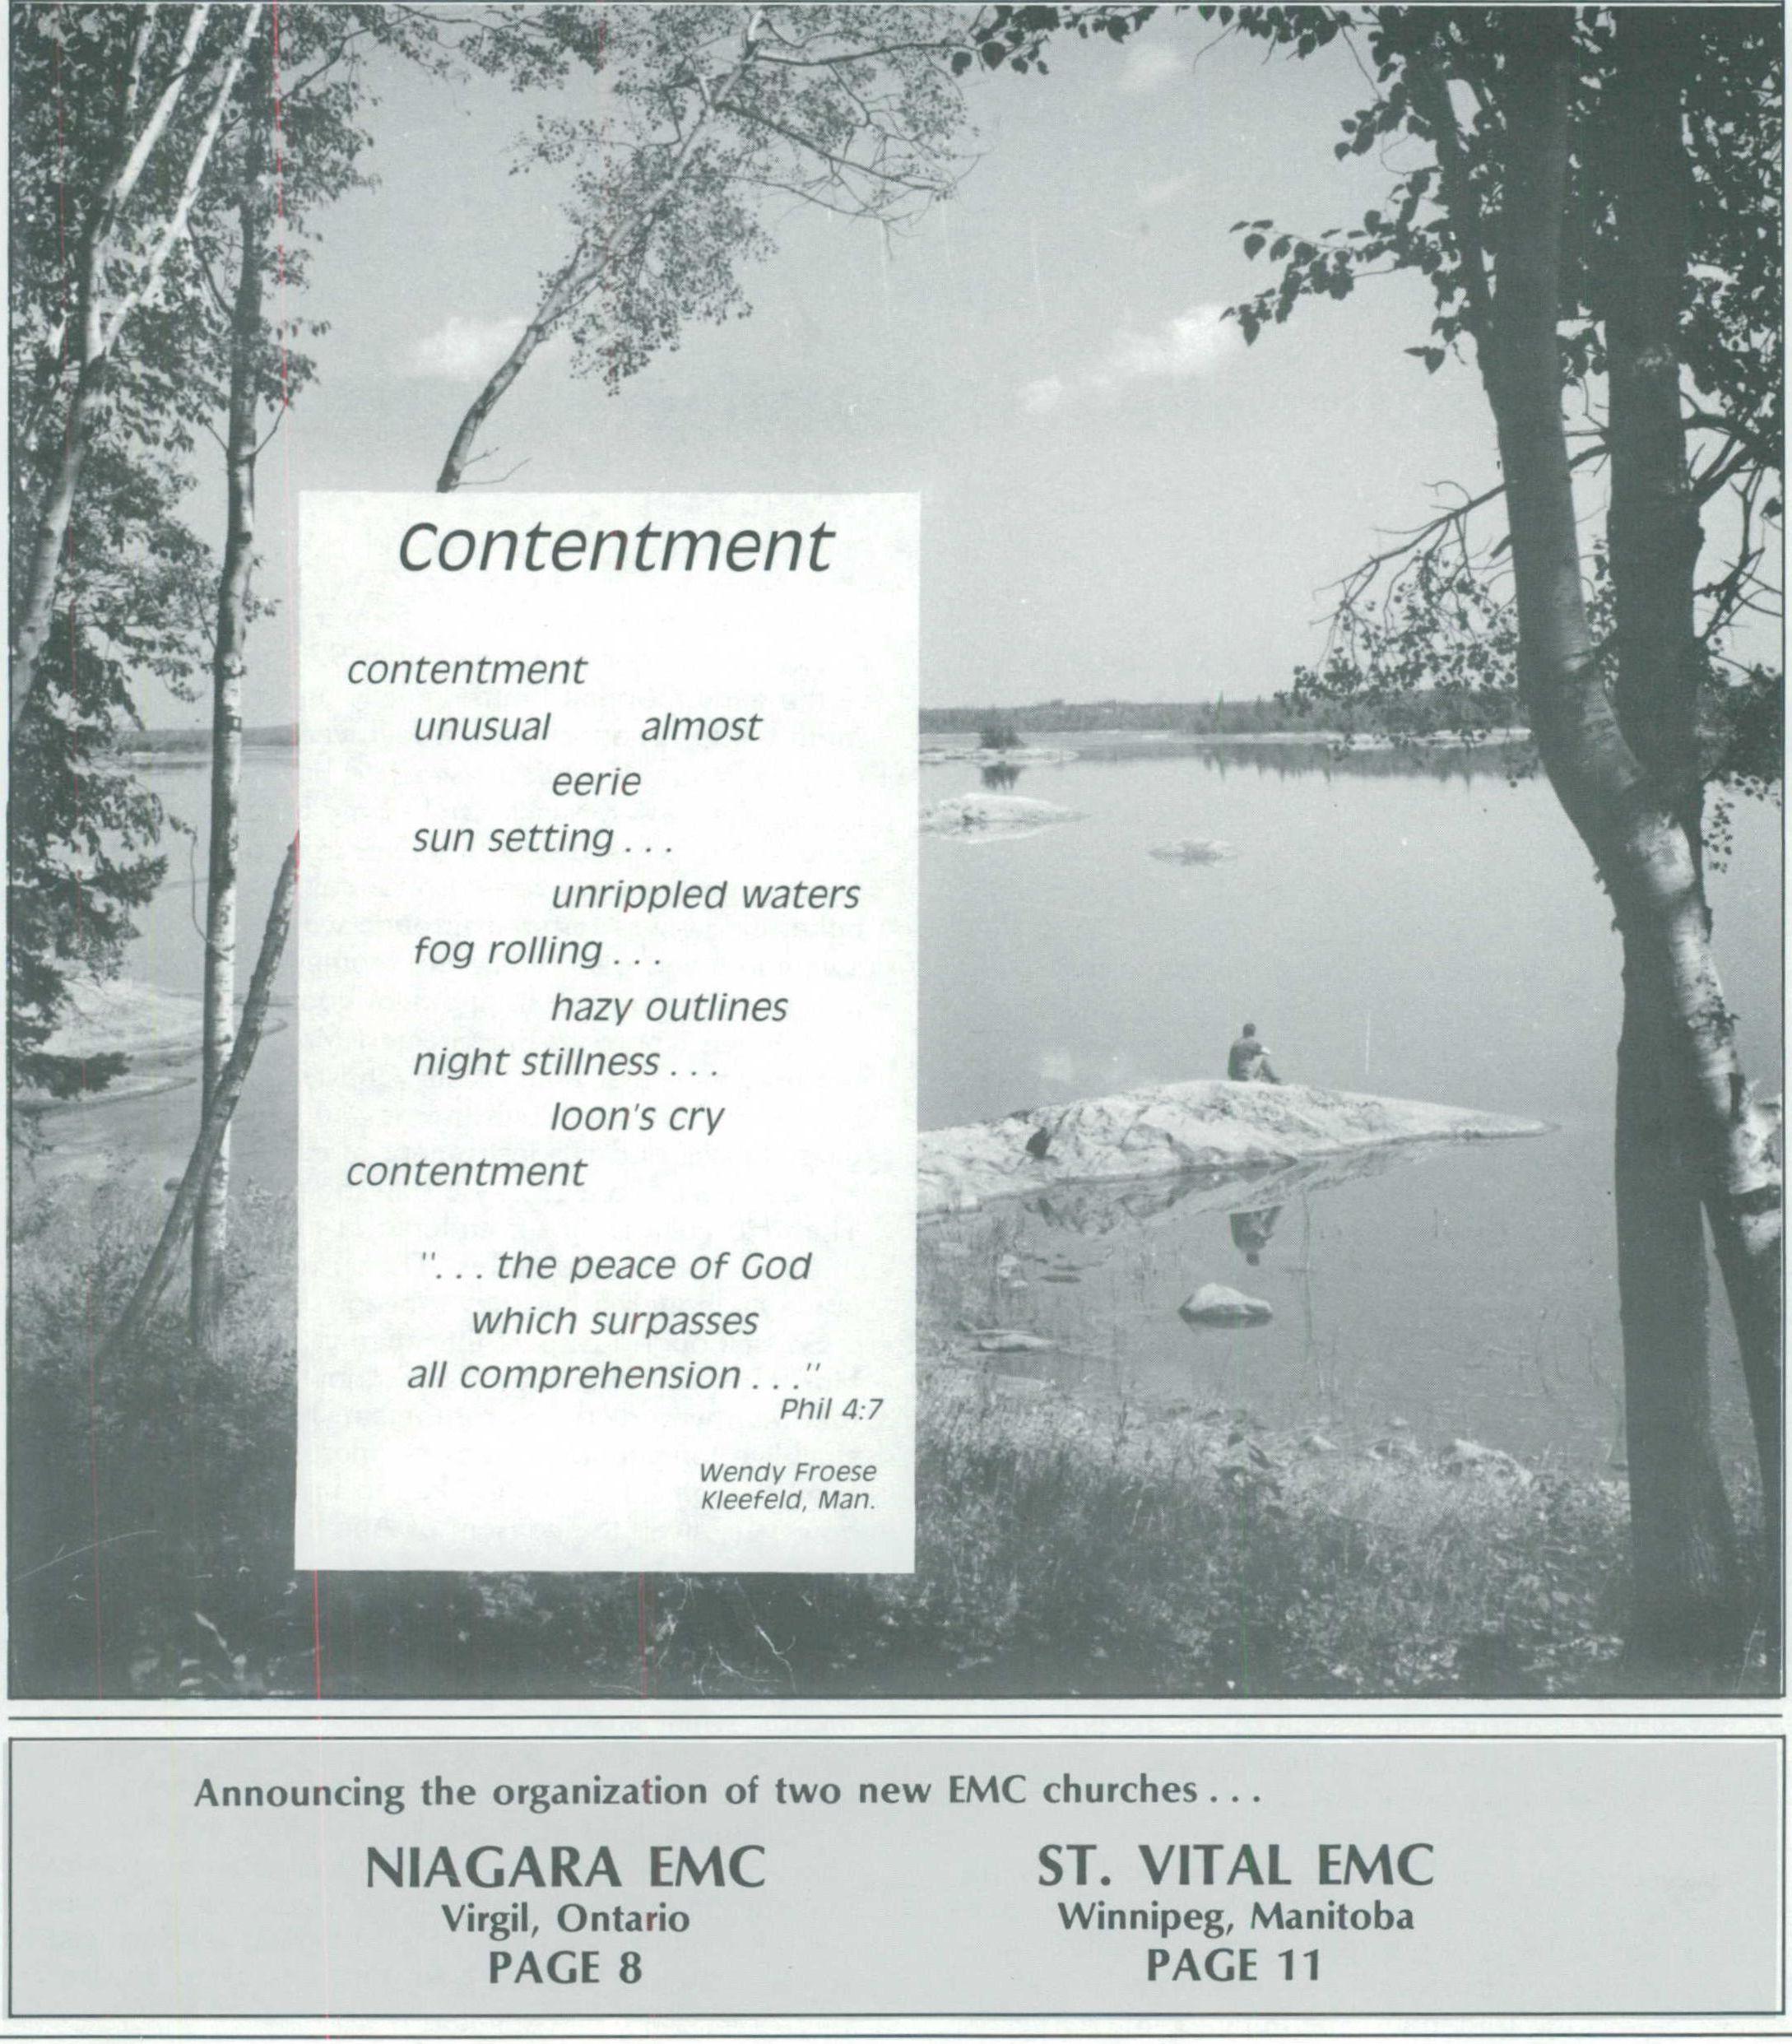 Contentment
contentment
unusual almost
eerie
sun setting . . .
unrippled waters
fog rolling . . .
hazy outlines
night stillness . . .
loon's cry
contentment
". . . the peace of God
which surpasses
all comprehension . . ."
Phil 4:7
Wendy Froese
Kleefeld, Man.
Announcing the organization of two new EMC churches . . .
NIAGARA EMC
Virgil, Ontario
PAGE 8
ST. VITAL EMC
Winnipeg, Manitoba
PAGE 11